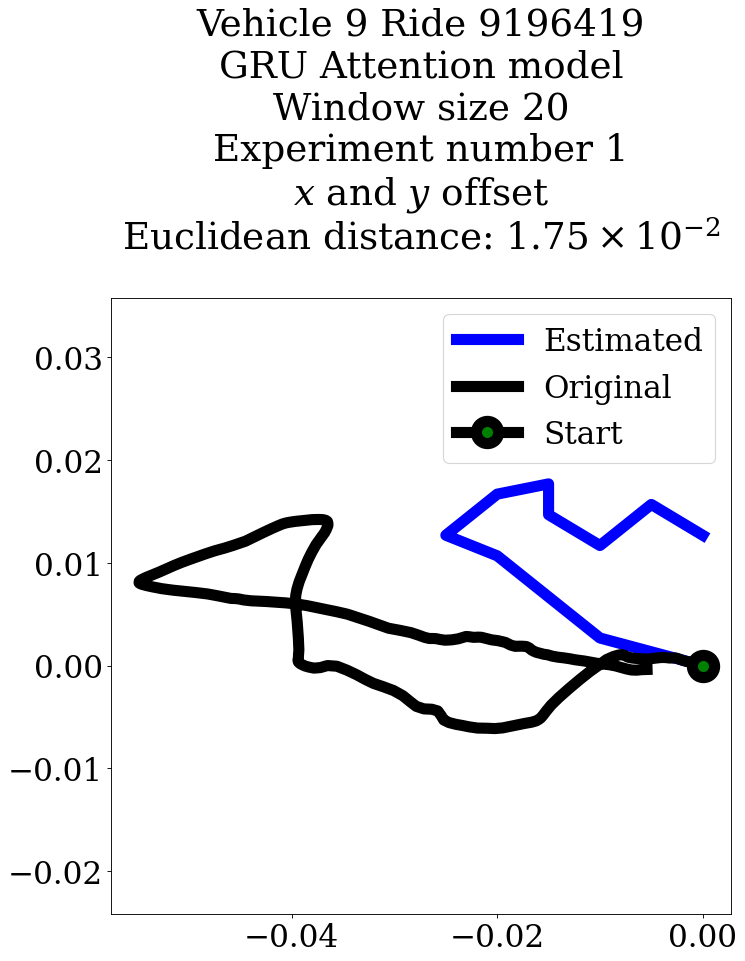 Vehicle 9 Ride 9196419
GRU Attention model
Window size 20
Experiment number 1
x and y offset
Euclidean distance: 1.75 × 10⁻²
Estimated
Original
Start
0.03
0.02
0.01
0.00
−0.01
−0.02
−0.04
−0.02
0.00